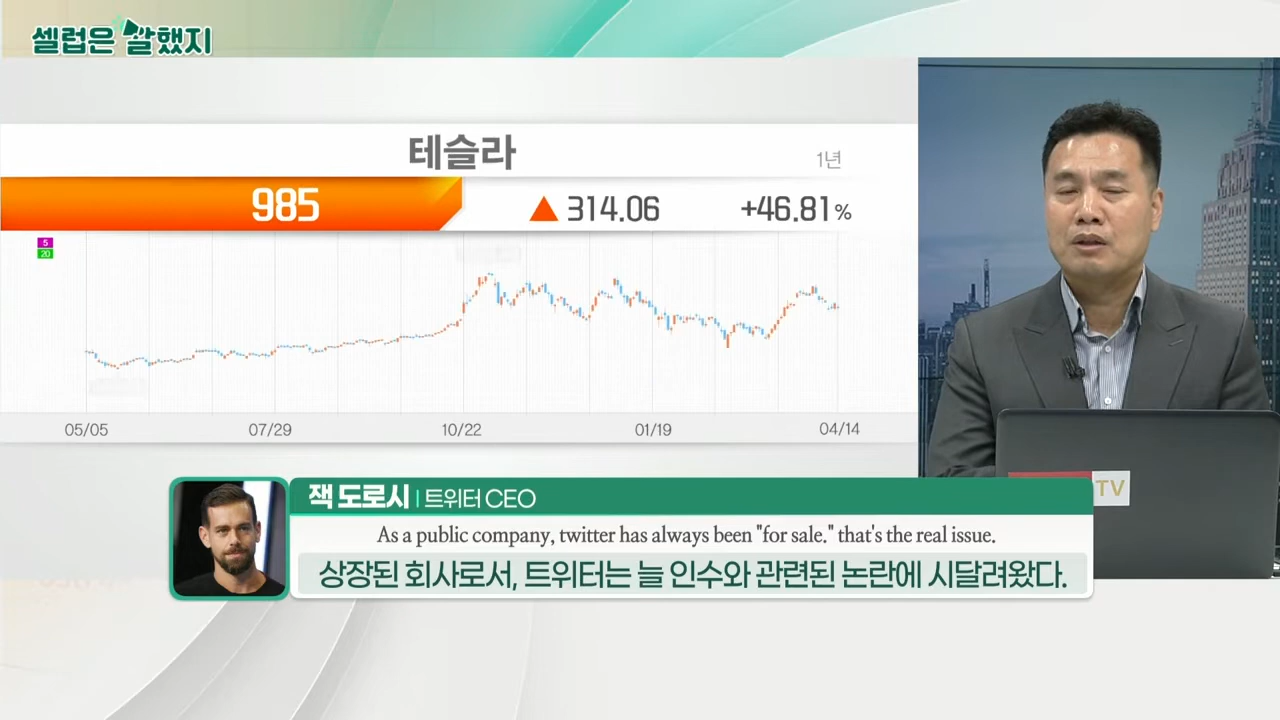 셀럽은 말했지
테슬라
1년
985
▲ 314.06
+46.81%
5
20
05/05
07/29
10/22
01/19
04/14
TV
잭 도로시 | 트위터 CEO
As a public company, twitter has always been "for sale." that's the real issue.
상장된 회사로서, 트위터는 늘 인수와 관련된 논란에 시달려왔다.